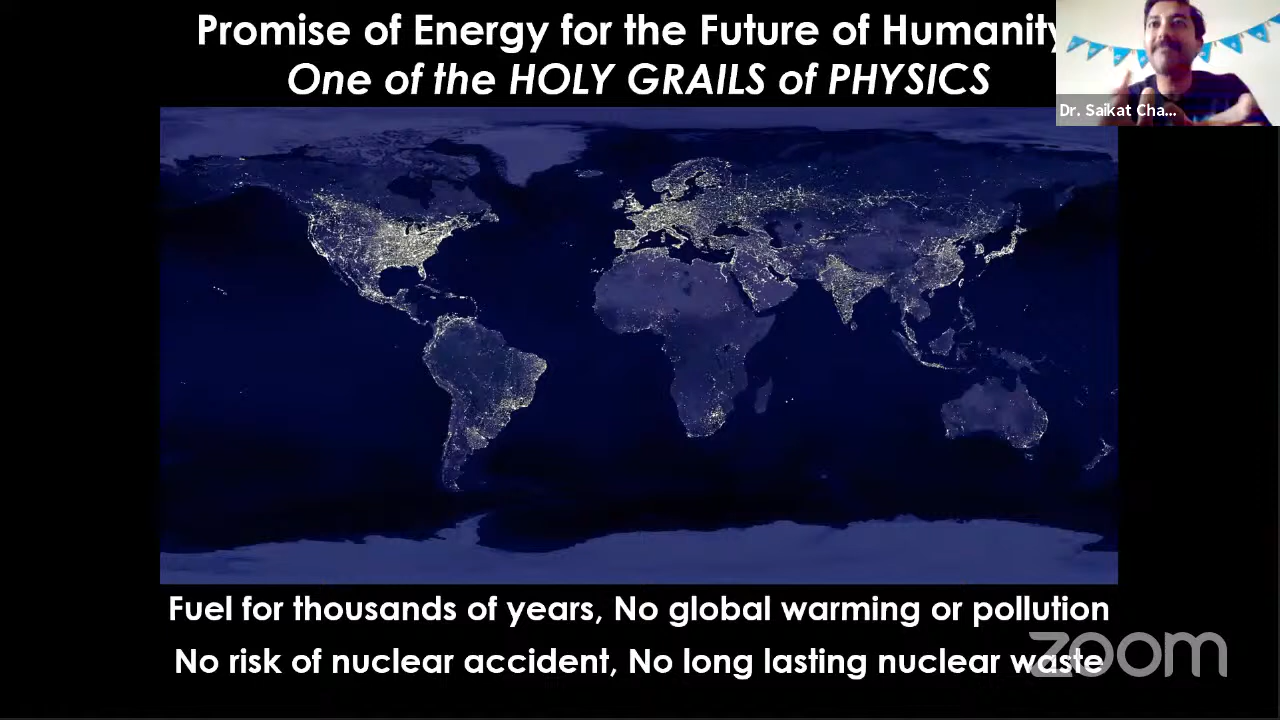 Promise of Energy for the Future of Humanity
One of the HOLY GRAILS of PHYSICS
Dr. Saikat Cha...
Fuel for thousands of years, No global warming or pollution
No risk of nuclear accident, No long lasting nuclear waste
zoom